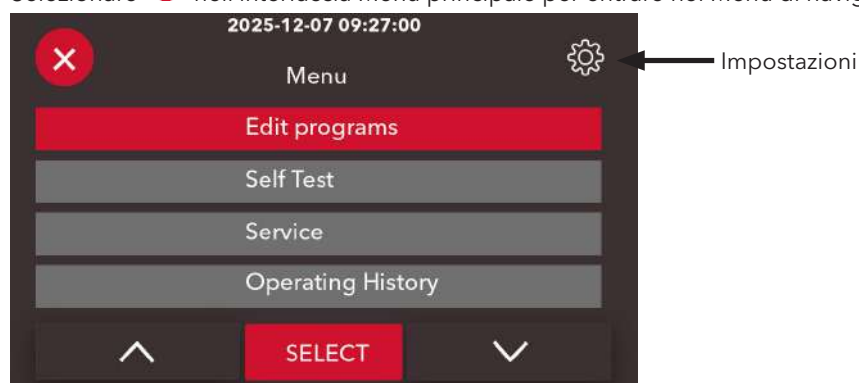 2025-12-07 09:27:00
Menu
Impostazioni
Edit programs
Self Test
Service
Operating History
SELECT